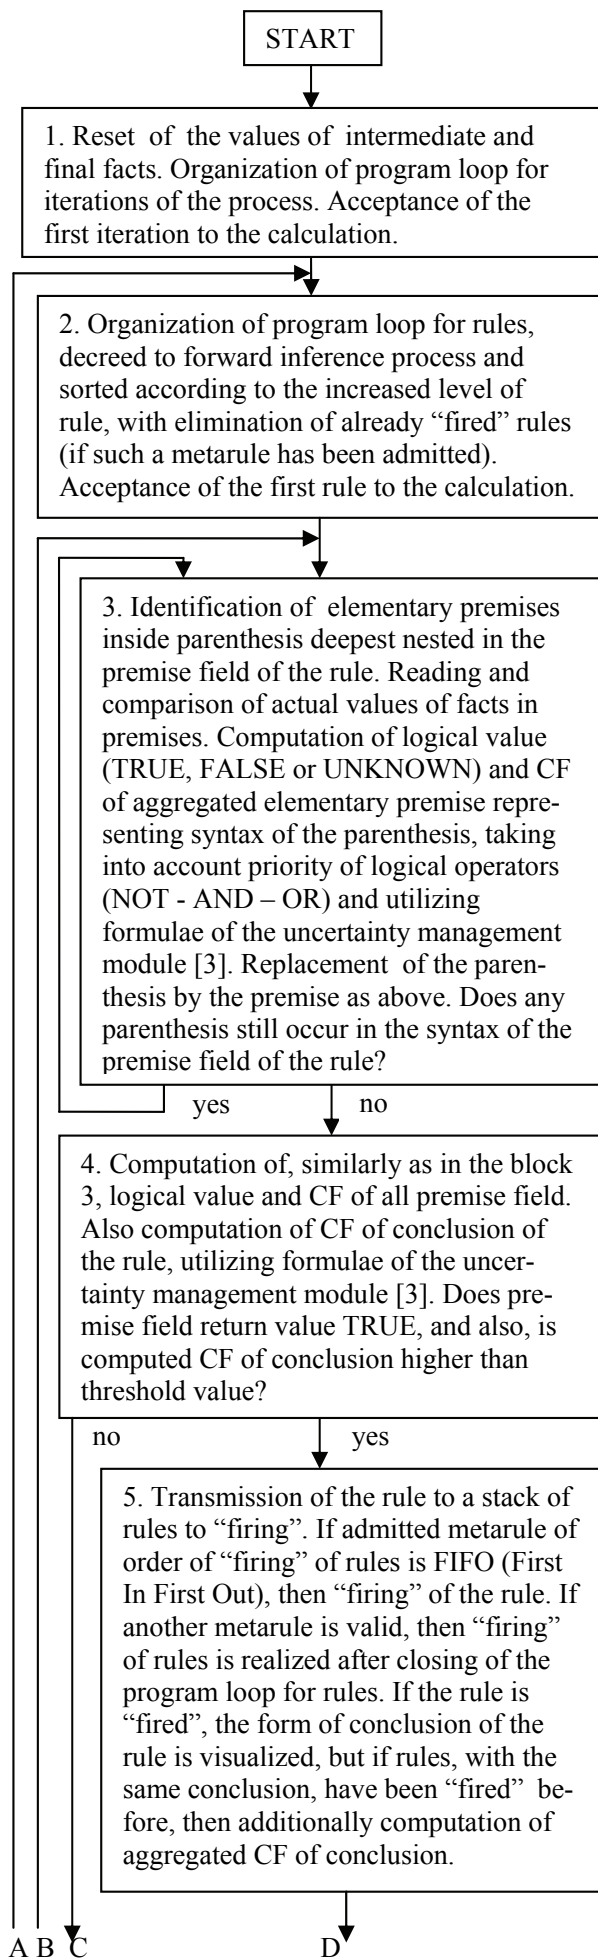 START
1. Reset of the values of intermediate and
final facts. Organization of program loop for
iterations of the process. Acceptance of the
first iteration to the calculation.
2. Organization of program loop for rules,
decreed to forward inference process and
sorted according to the increased level of
rule, with elimination of already “fired” rules
(if such a metarule has been admitted).
Acceptance of the first rule to the calculation.
3. Identification of elementary premises
inside parenthesis deepest nested in the
premise field of the rule. Reading and
comparison of actual values of facts in
premises. Computation of logical value
(TRUE, FALSE or UNKNOWN) and CF
of aggregated elementary premise repre-
senting syntax of the parenthesis, taking
into account priority of logical operators
(NOT - AND – OR) and utilizing
formulae of the uncertainty management
module [3]. Replacement of the paren-
thesis by the premise as above. Does any
parenthesis still occur in the syntax of the
premise field of the rule?
yes no
4. Computation of, similarly as in the block
3, logical value and CF of all premise field.
Also computation of CF of conclusion of
the rule, utilizing formulae of the uncer-
tainty management module [3]. Does pre-
mise field return value TRUE, and also, is
computed CF of conclusion higher than
threshold value?
no yes
5. Transmission of the rule to a stack of
rules to “firing”. If admitted metarule of
order of “firing” of rules is FIFO (First
In First Out), then “firing” of the rule. If
another metarule is valid, then “firing”
of rules is realized after closing of the
program loop for rules. If the rule is
“fired”, the form of conclusion of the
rule is visualized, but if rules, with the
same conclusion, have been “fired” be-
fore, then additionally computation of
aggregated CF of conclusion.
A B C D